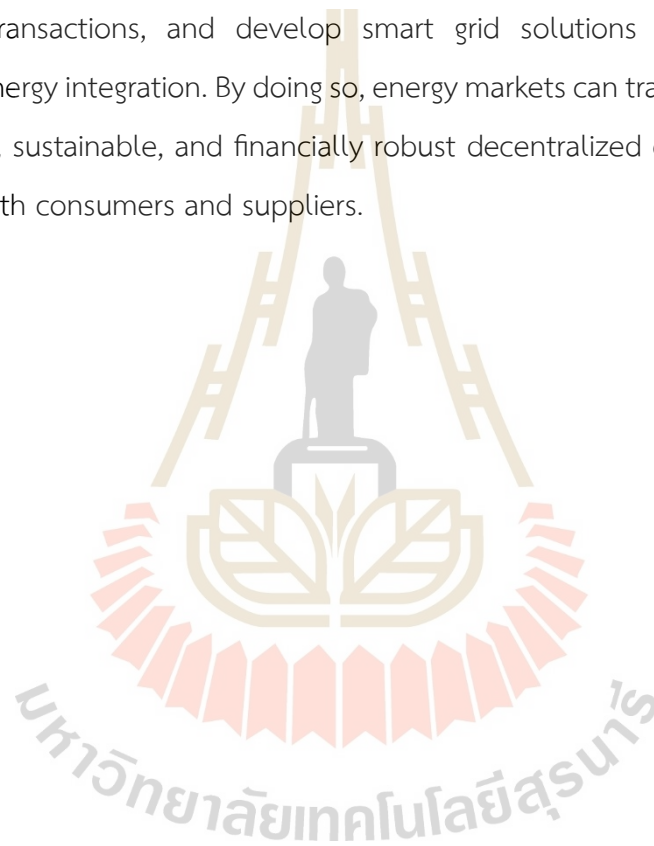 ransactions, and develop smart grid solutions
nergy integration. By doing so, energy markets can tra
sustainable, and financially robust decentralized
th consumers and suppliers.
มหาวิทยาลัยเทคโนโลยีสุรนารี